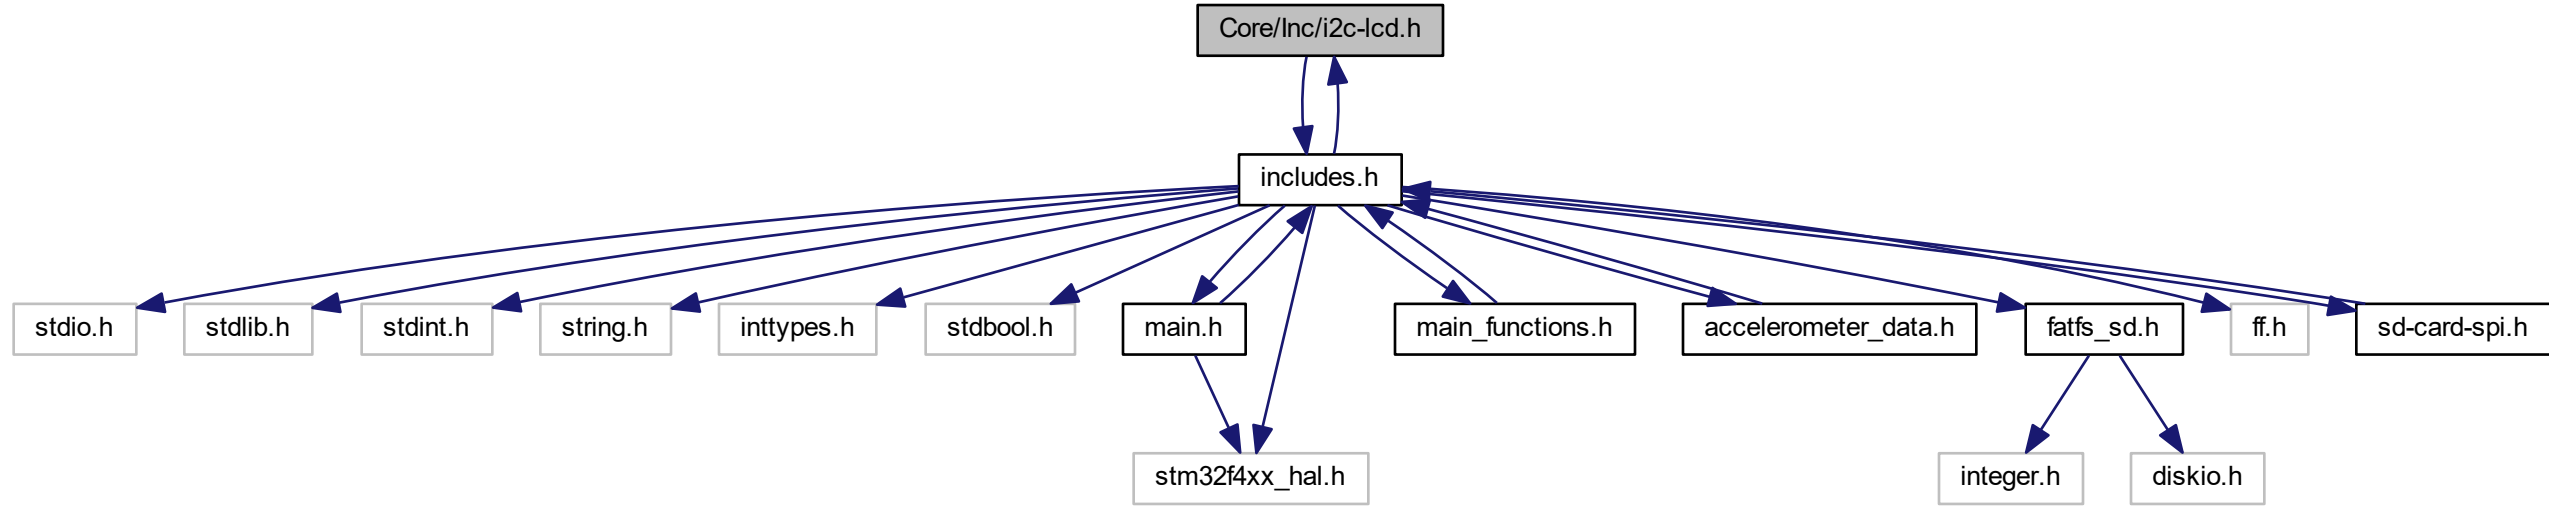 Core/Inc/i2c-lcd.h
includes.h
stdio.h
stdlib.h
stdint.h
string.h
inttypes.h
stdbool.h
main.h
main_functions.h
accelerometer_data.h
fatfs_sd.h
ff.h
sd-card-spi.h
stm32f4xx_hal.h
integer.h
diskio.h